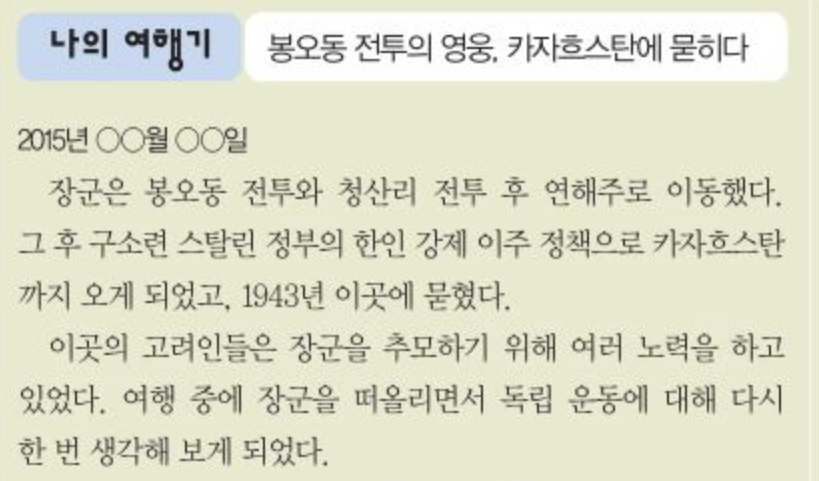 나의 여행기 봉오동 전투의 영웅, 카자흐스탄에 묻히다
2015년 ○○월 ○○일
장군은 봉오동 전투와 청산리 전투 후 연해주로 이동했다.
그 후 구소련 스탈린 정부의 한인 강제 이주 정책으로 카자흐스탄
까지 오게 되었고, 1943년 이곳에 묻혔다.
이곳의 고려인들은 장군을 추모하기 위해 여러 노력을 하고
있었다. 여행 중에 장군을 떠올리면서 독립 운동에 대해 다시
한 번 생각해 보게 되었다.